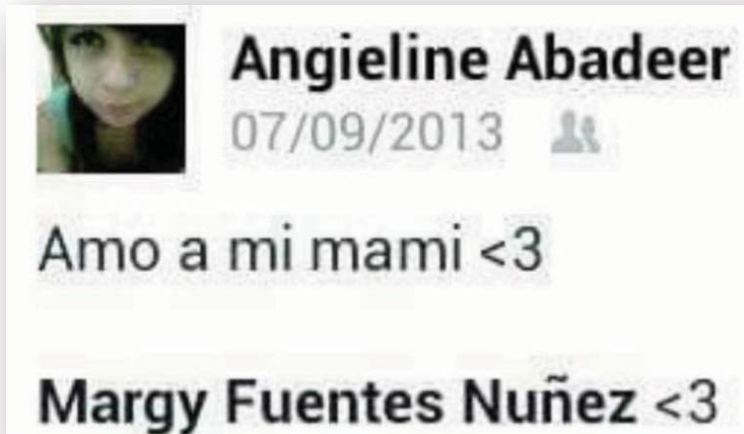 Angieline Abadeer
07/09/2013
Amo a mi mami <3
Margy Fuentes Nuñez <3